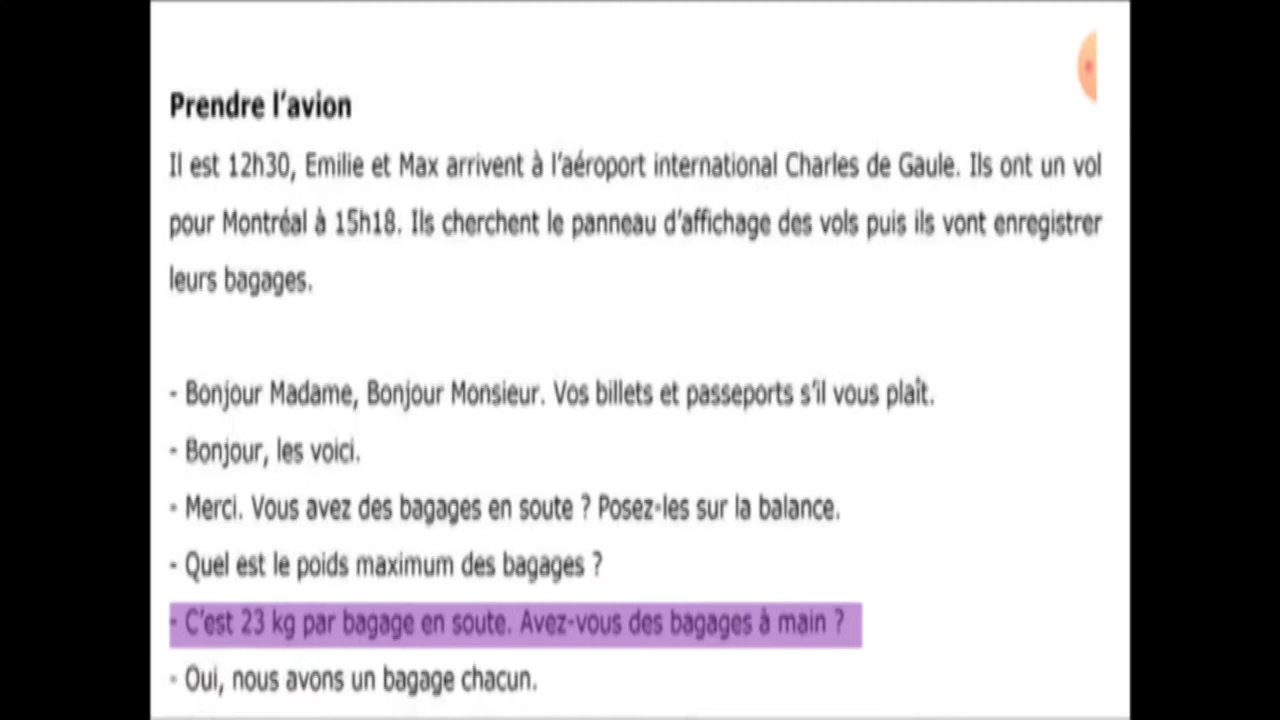 Prendre l'avion
Il est 12h30, Emilie et Max arrivent à l'aéroport international Charles de Gaule. Ils ont un vol
pour Montréal à 15h18. Ils cherchent le panneau d'affichage des vols puis ils vont enregistrer
leurs bagages.
- Bonjour Madame, Bonjour Monsieur. Vos billets et passeports s'il vous plaît.
- Bonjour, les voici.
- Merci. Vous avez des bagages en soute ? Posez-les sur la balance.
- Quel est le poids maximum des bagages ?
- C'est 23 kg par bagage en soute. Avez-vous des bagages à main ?
- Oui, nous avons un bagage chacun.